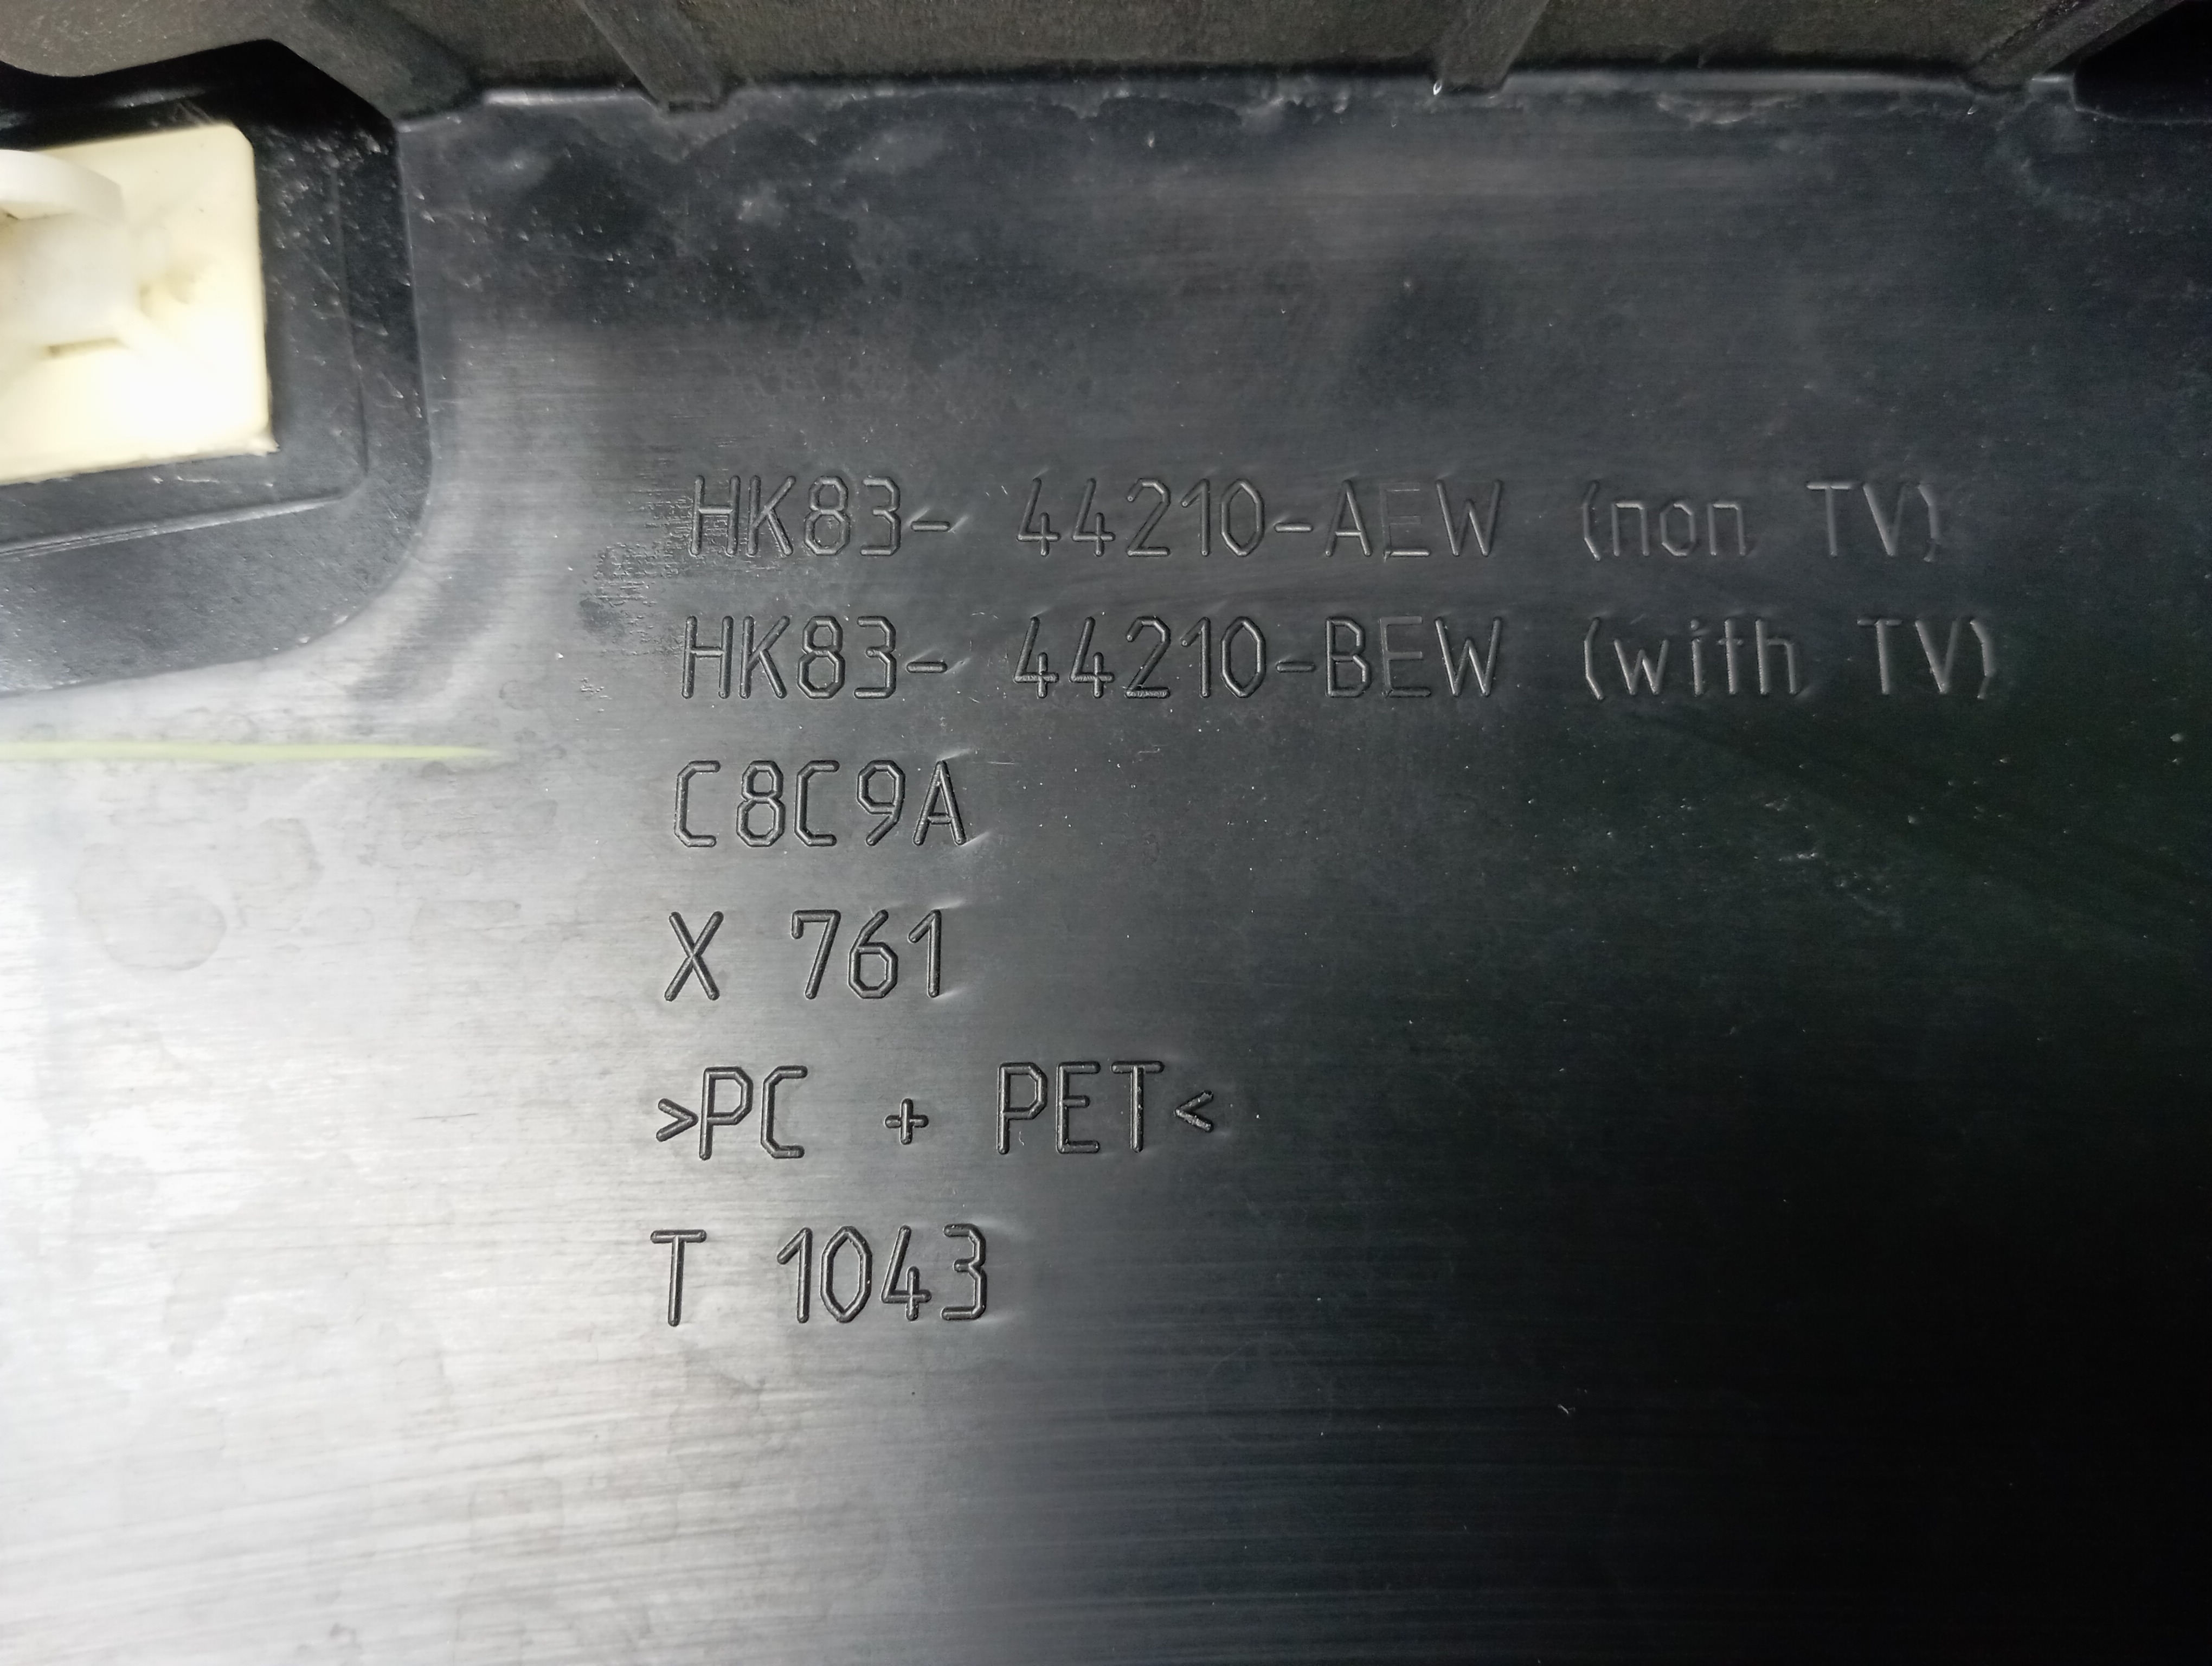 HK83- 44210-AEW (non TV)
HK83- 44210-BEW (with TV)
C8C9A
X 761
>PC + PET<
T 1043